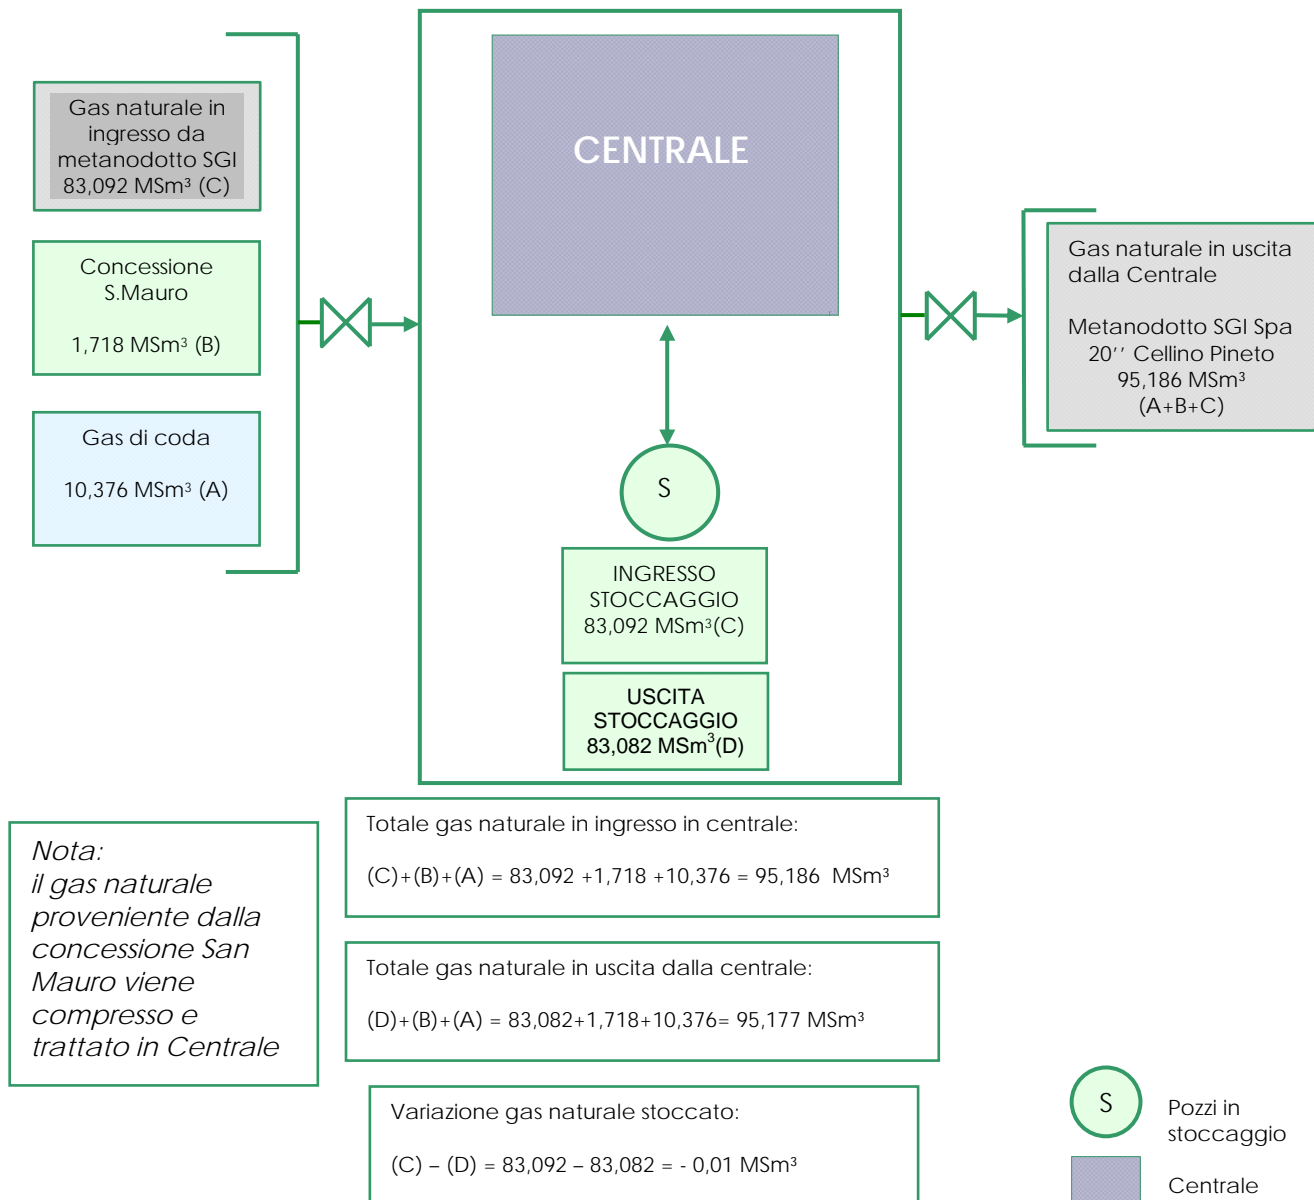 Gas naturale in
ingresso da
metanodotto SGI
83,092 MSm³ (C)
Concessione
S.Mauro
1,718 MSm³ (B)
Gas di coda
10,376 MSm³ (A)
CENTRALE
S
INGRESSO
STOCCAGGIO
83,092 MSm³(C)
USCITA
STOCCAGGIO
83,082 MSm³(D)
Gas naturale in uscita
dalla Centrale
Metanodotto SGI Spa
20’’ Cellino Pineto
95,186 MSm³
(A+B+C)
Nota:
il gas naturale
proveniente dalla
concessione San
Mauro viene
compresso e
trattato in Centrale
Totale gas naturale in ingresso in centrale:
(C)+(B)+(A) = 83,092 +1,718 +10,376 = 95,186 MSm³
Totale gas naturale in uscita dalla centrale:
(D)+(B)+(A) = 83,082+1,718+10,376= 95,177 MSm³
Variazione gas naturale stoccato:
(C) – (D) = 83,092 – 83,082 = - 0,01 MSm³
S
Pozzi in
stoccaggio
Centrale